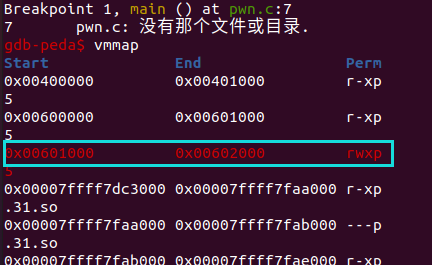 Breakpoint 1, main () at pwn.c:7
7 pwn.c: 没有那个文件或目录.
gdb-peda$ vmmap
Start End Perm
0x00400000 0x00401000 r-xp
5
0x00600000 0x00601000 r-xp
5
0x00601000 0x00602000 rwxp
5
0x00007ffff7dc3000 0x00007ffff7faa000 r-xp
.31.so
0x00007ffff7faa000 0x00007ffff7fab000 ---p
.31.so
0x00007ffff7fab000 0x00007ffff7fae000 r-xp